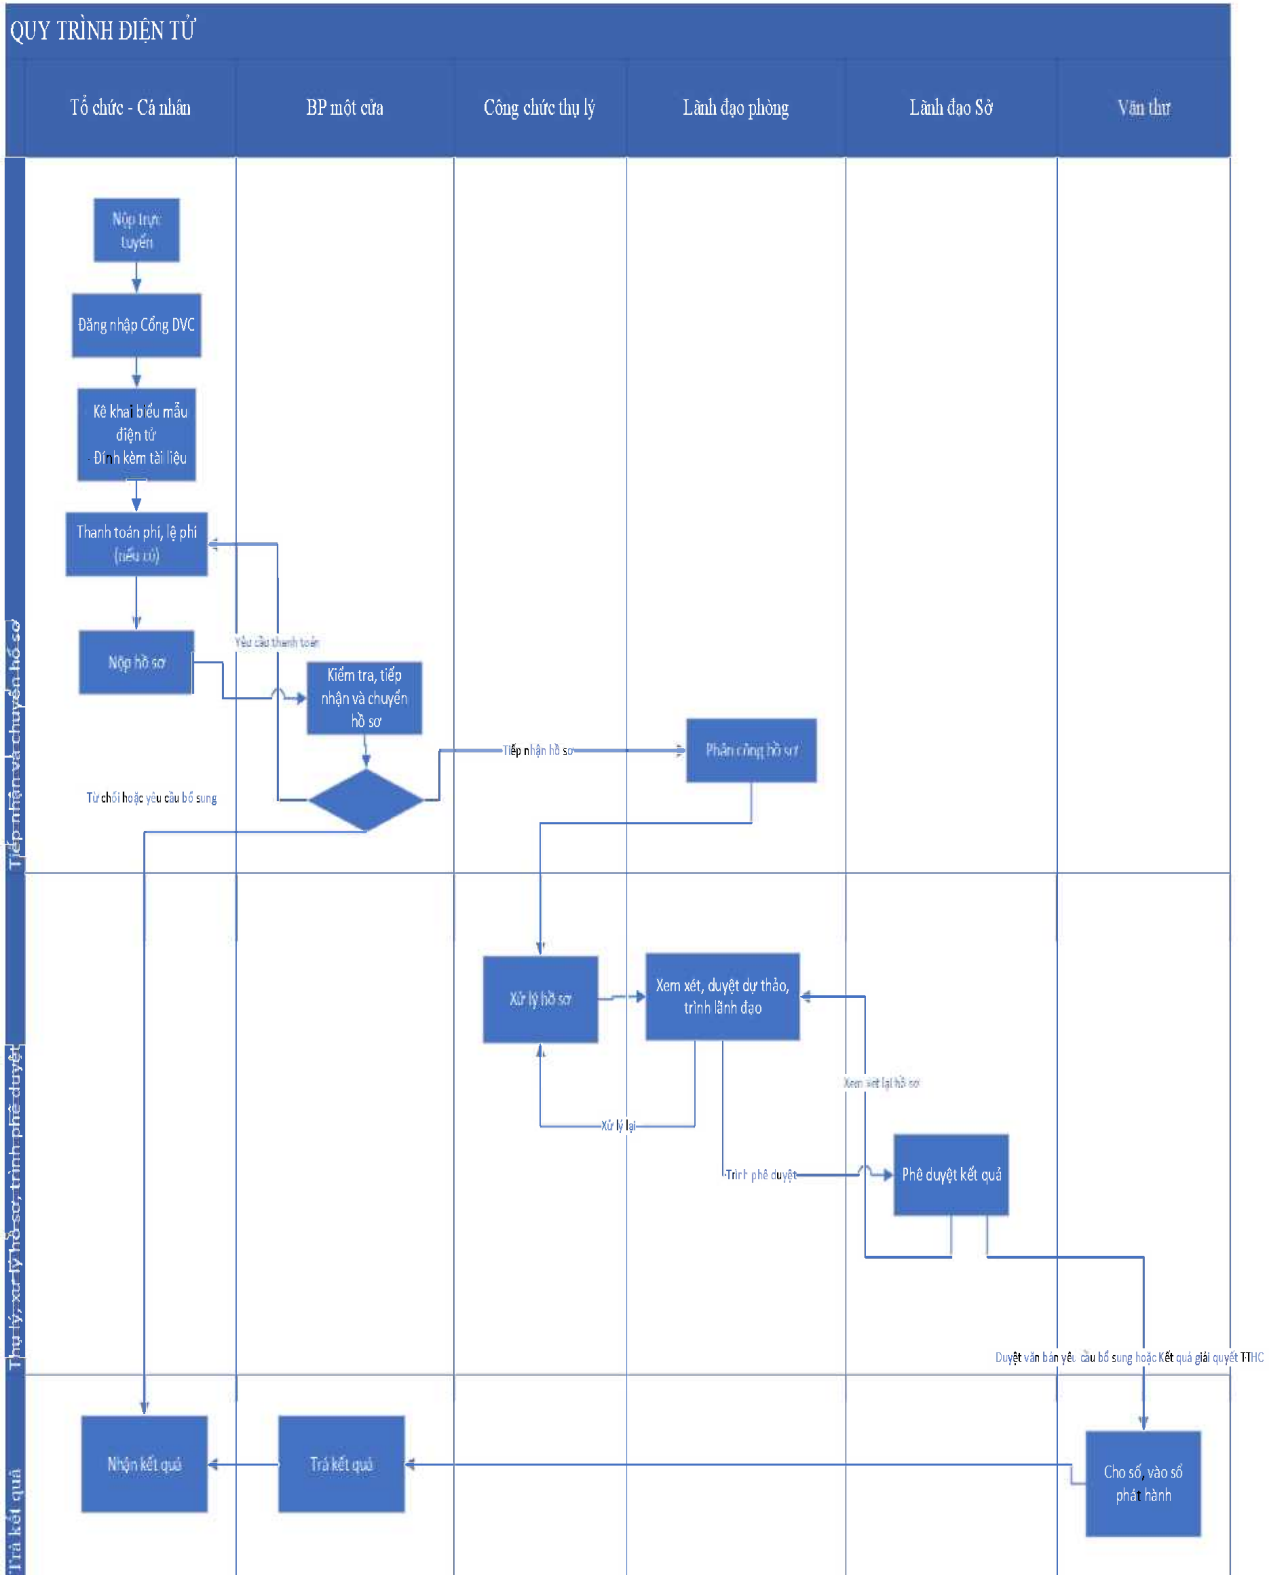 QUY TRÌNH ĐIỆN TỬ
Tổ chức - Cá nhân
BP một cửa
Công chức thụ lý
Lãnh đạo phòng
Lãnh đạo Sở
Văn thư
Tiếp nhận và chuyển hồ sơ
Nộp trực
tuyến
Đăng nhập Cổng DVC
Kê khai biểu mẫu
điện tử
- Đính kèm tài liệu
Thanh toán phí, lệ phí
(nếu có)
Yêu cầu thanh toán
Nộp hồ sơ
Kiểm tra, tiếp
nhận và chuyển
hồ sơ
Tiếp nhận hồ sơ
Phân công hồ sơ
Từ chối hoặc yêu cầu bổ sung
Thụ lý, xử lý hồ sơ, trình phê duyệt
Xử lý hồ sơ
Xem xét, duyệt dự thảo,
trình lãnh đạo
Xem xét lại hồ sơ
Xử lý lại
Trình phê duyệt
Phê duyệt kết quả
Duyệt văn bản yêu cầu bổ sung hoặc Kết quả giải quyết TTHC
Trả kết quả
Nhận kết quả
Trả kết quả
Cho số, vào sổ
phát hành